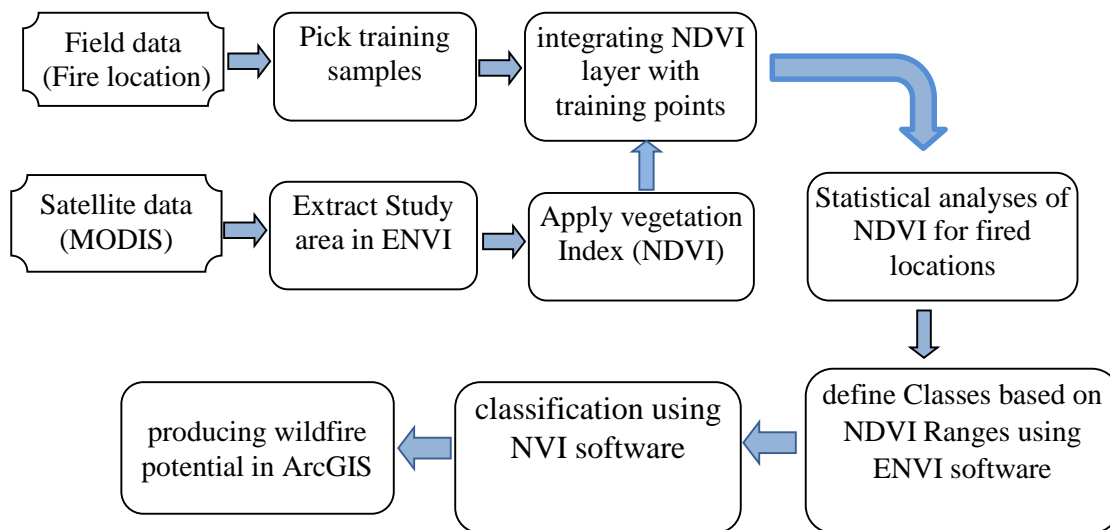 Field data
(Fire location)
Pick training
samples
integrating NDVI
layer with
training points
Satellite data
(MODIS)
Extract Study
area in ENVI
Apply vegetation
Index (NDVI)
Statistical analyses of
NDVI for fired
locations
define Classes based on
NDVI Ranges using
ENVI software
classification using
NVI software
producing wildfire
potential in ArcGIS